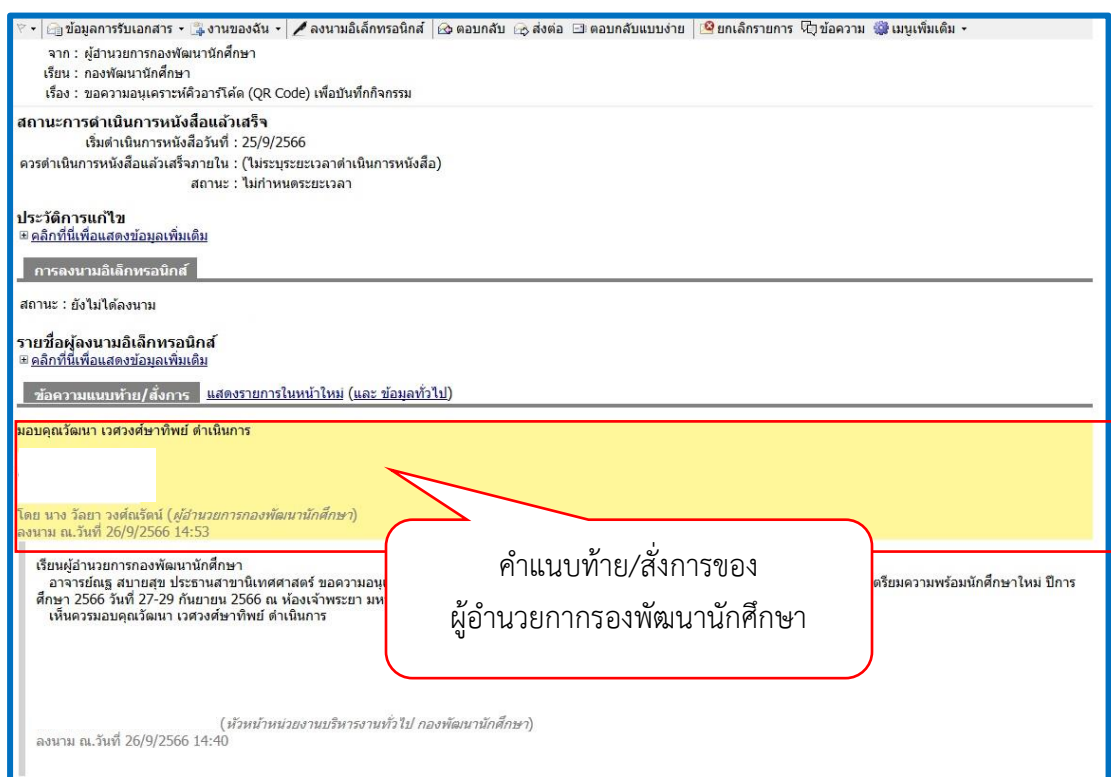 ข้อมูลการรับเอกสาร งานของฉัน ลงนามอิเล็กทรอนิกส์ ตอบกลับ ส่งต่อ ตอบกลับแบบง่าย ยกเลิกรายการ ข้อความ เมนูเพิ่มเติม
จาก : ผู้อำนวยการกองพัฒนานักศึกษา
เรียน : กองพัฒนานักศึกษา
เรื่อง : ขอความอนุเคราะห์คิวอาร์โค้ด (QR Code) เพื่อบันทึกกิจกรรม
สถานะการดำเนินการหนังสือแล้วเสร็จ
เริ่มดำเนินการหนังสือวันที่ : 25/9/2566
ควรดำเนินการหนังสือแล้วเสร็จภายใน : (ไม่ระบุระยะเวลาดำเนินการหนังสือ)
สถานะ : ไม่กำหนดระยะเวลา
ประวัติการแก้ไข
คลิกที่นี่เพื่อแสดงข้อมูลเพิ่มเติม
การลงนามอิเล็กทรอนิกส์
สถานะ : ยังไม่ได้ลงนาม
รายชื่อผู้ลงนามอิเล็กทรอนิกส์
คลิกที่นี่เพื่อแสดงข้อมูลเพิ่มเติม
ข้อความแนบท้าย/สั่งการ แสดงรายการในหน้าใหม่ (และ ข้อมูลทั่วไป)
มอบคุณวัฒนา เวศวงศ์ษาทิพย์ ดำเนินการ
โดย นาง วัลยา วงศ์ณรัตน์ (ผู้อำนวยการกองพัฒนานักศึกษา)
ลงนาม ณ.วันที่ 26/9/2566 14:53
คำแนบท้าย/สั่งการของ
ผู้อำนวยกากรองพัฒนานักศึกษา
เรียนผู้อำนวยการกองพัฒนานักศึกษา
อาจารย์ณฐ สบายสุข ประธานสาขานิเทศศาสตร์ ขอความอนุ ตรียมความพร้อมนักศึกษาใหม่ ปีการ
ศึกษา 2566 วันที่ 27-29 กันยายน 2566 ณ ห้องเจ้าพระยา มห
เห็นควรมอบคุณวัฒนา เวศวงศ์ษาทิพย์ ดำเนินการ
(หัวหน้าหน่วยงานบริหารงานทั่วไป กองพัฒนานักศึกษา)
ลงนาม ณ.วันที่ 26/9/2566 14:40